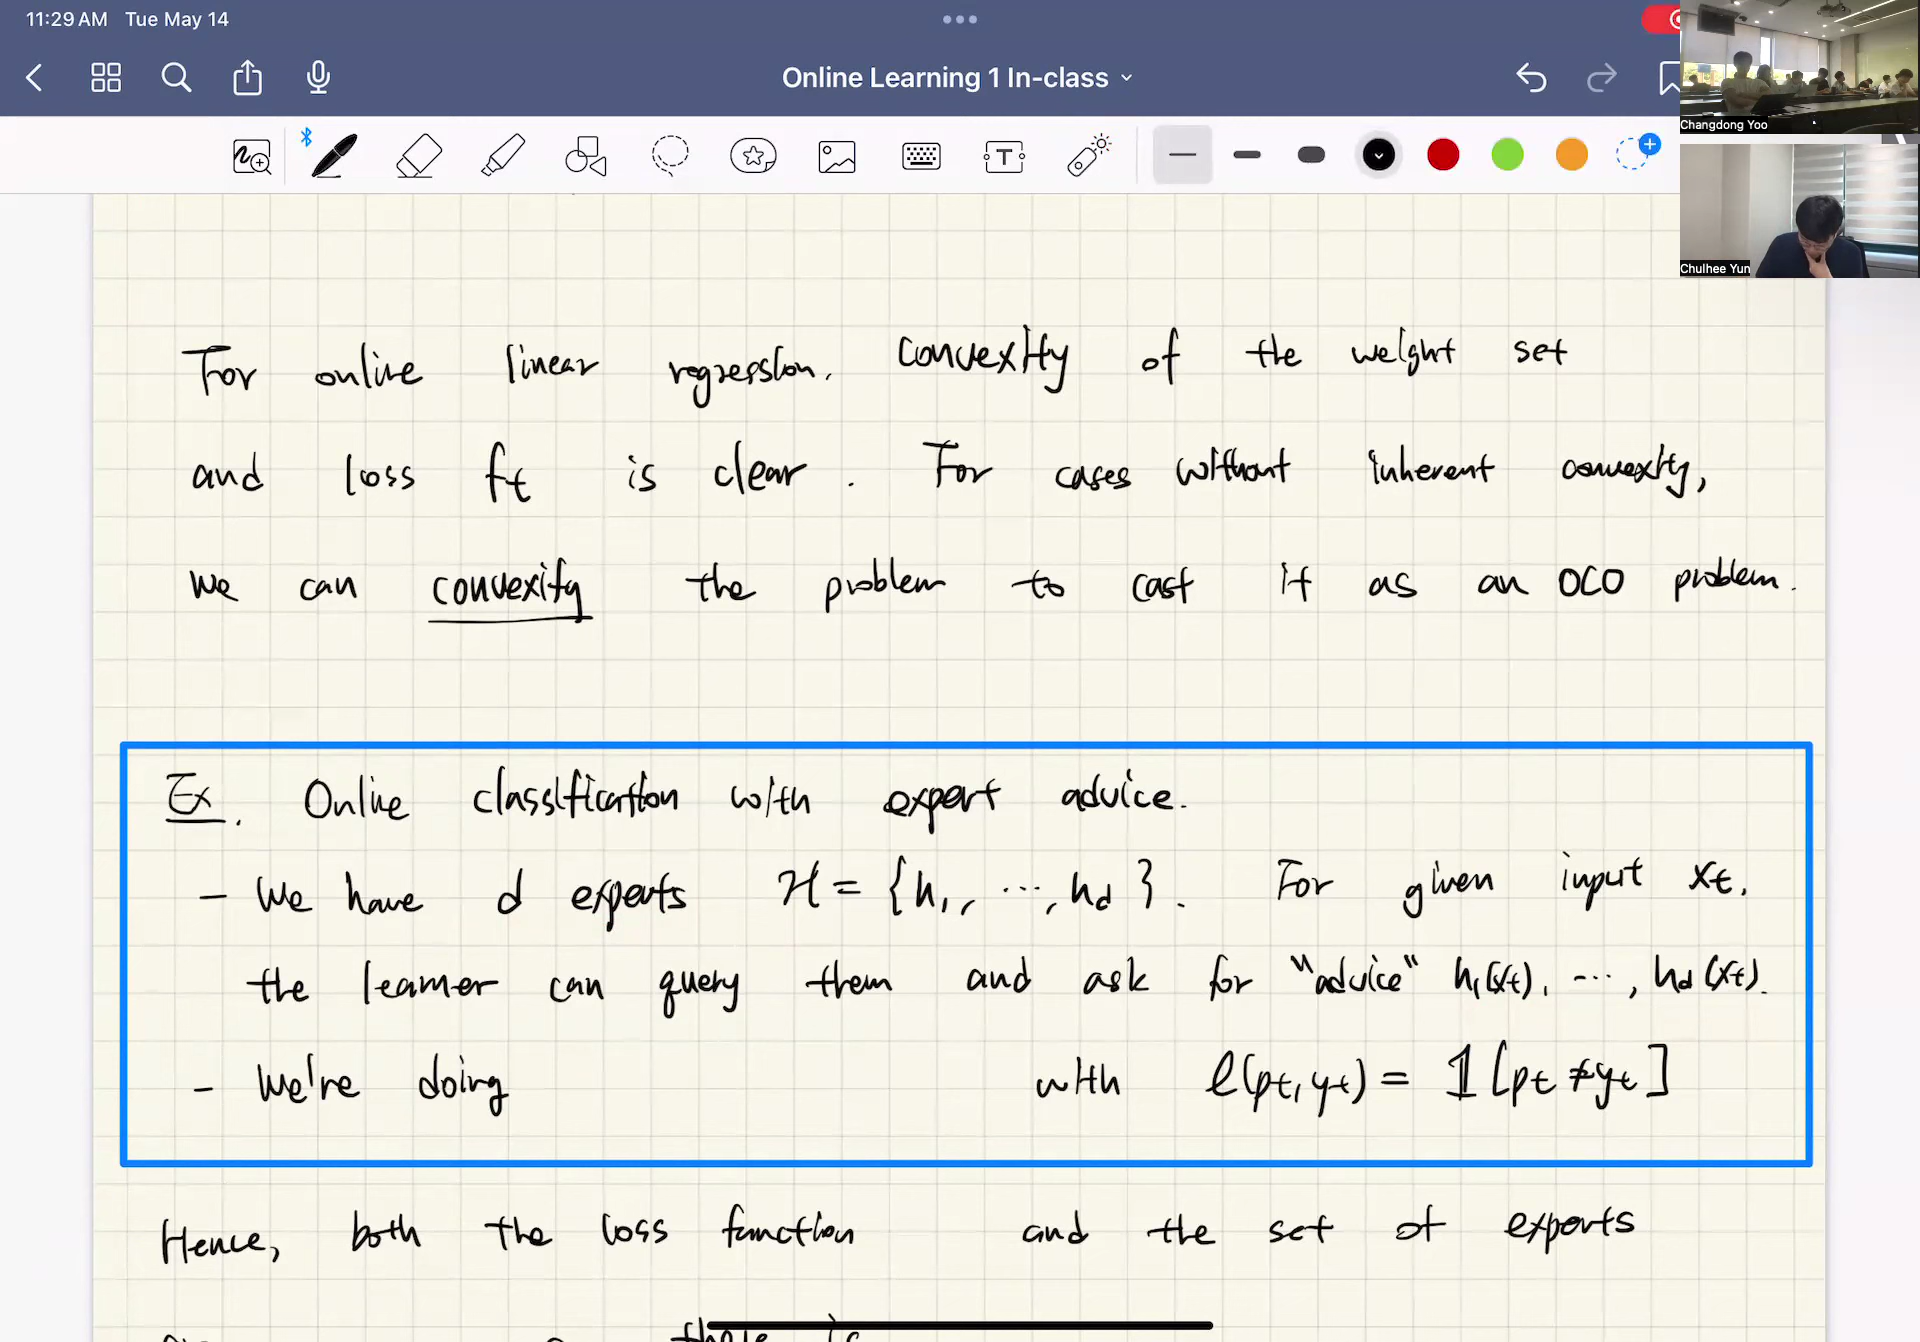 11:29 AM Tue May 14
Online Learning 1 In-class
Changdong Yoo
Chulhee Yun
For online linear regression, convexity of the weight set
and loss ft is clear. For cases without inherent convexity,
we can convexify the problem to cast it as an OCO problem.
Ex. Online classification with expert advice.
- We have d experts H = {h1, ..., hd}. For given input xt,
the learner can query them and ask for "advice" h1(xt), ..., hd(xt).
- We're doing with ℓ(pt, yt) = 𝟙[pt ≠ yt]
Hence, both the loss function and the set of experts
there is